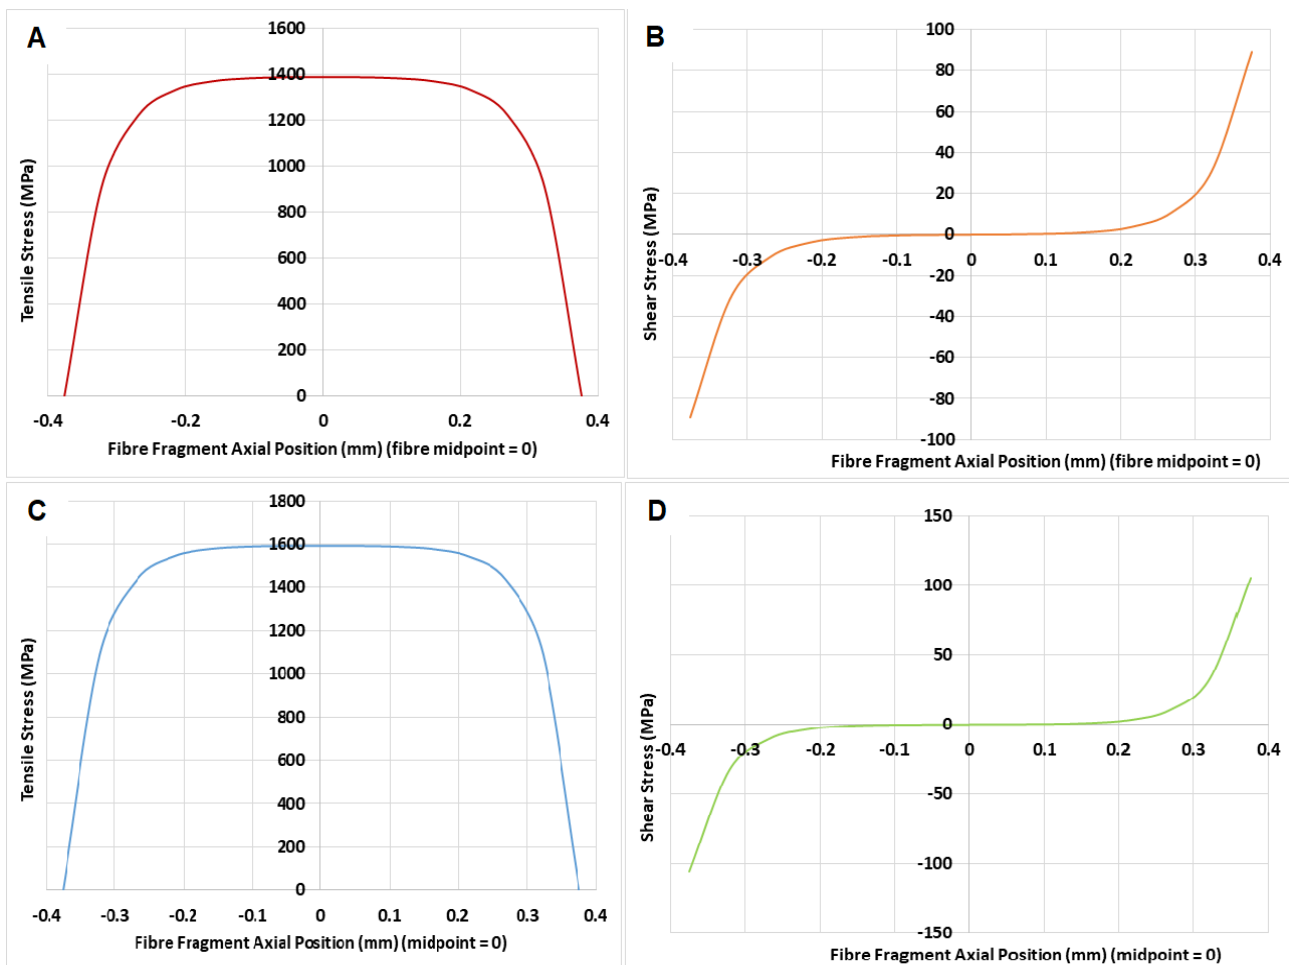 A
1600
1400
1200
1000
800
600
400
200
0
-0.4 -0.2 0 0.2 0.4
Tensile Stress (MPa)
Fibre Fragment Axial Position (mm) (fibre midpoint = 0)
B
100
80
60
40
20
0
-0.4 -0.3 -0.2 -0.1 0 0.1 0.2 0.3 0.4
-20
-40
-60
-80
-100
Shear Stress (MPa)
Fibre Fragment Axial Position (mm) (fibre midpoint = 0)
C
1800
1600
1400
1200
1000
800
600
400
200
0
-0.4 -0.3 -0.2 -0.1 0 0.1 0.2 0.3 0.4
Tensile Stress (MPa)
Fibre Fragment Axial Position (mm) (midpoint = 0)
D
150
100
50
0
-0.4 -0.3 -0.2 -0.1 0 0.1 0.2 0.3 0.4
-50
-100
-150
Shear Stress (MPa)
Fibre Fragment Axial Position (mm) (midpoint = 0)